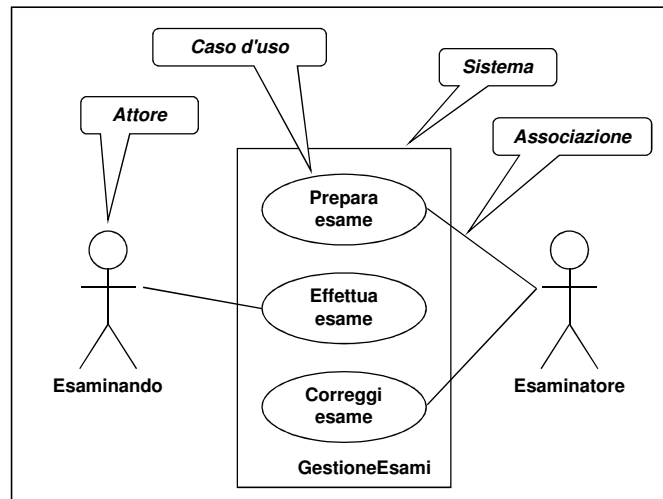 Caso d'uso
Sistema
Attore
Associazione
Prepara
esame
Effettua
esame
Esaminando
Esaminatore
Correggi
esame
GestioneEsami